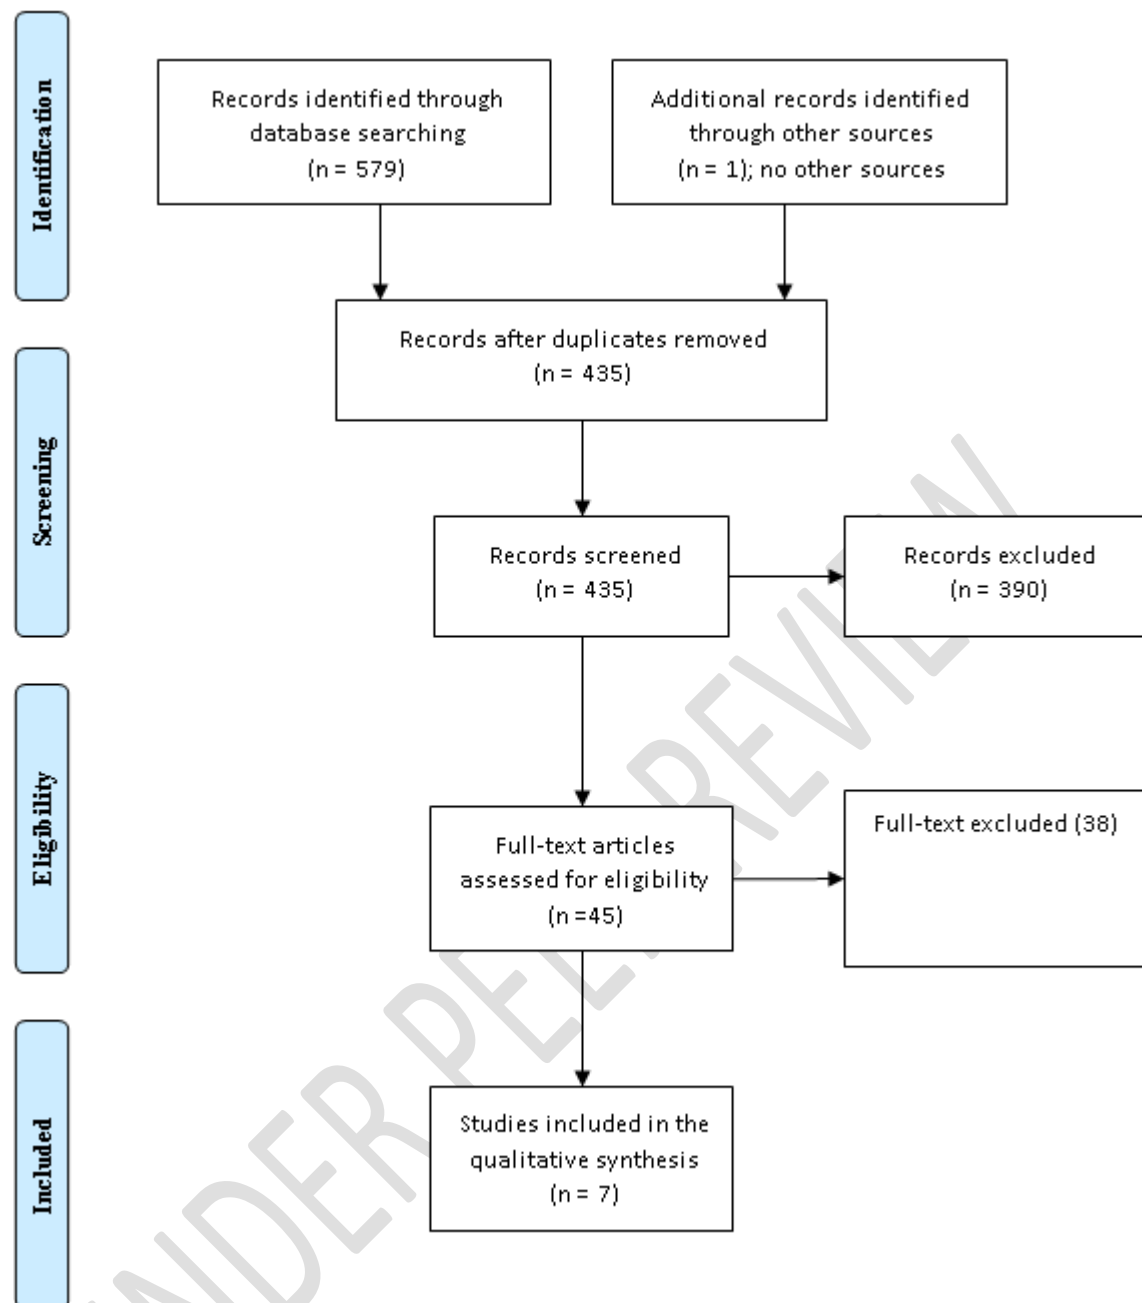 Identification
Records identified through
database searching
(n = 579)
Additional records identified
through other sources
(n = 1); no other sources
Records after duplicates removed
(n = 435)
Screening
Records screened
(n = 435)
Records excluded
(n = 390)
Eligibility
Full-text articles
assessed for eligibility
(n =45)
Full-text excluded (38)
Included
Studies included in the
qualitative synthesis
(n = 7)
NDER PEER REVIEW